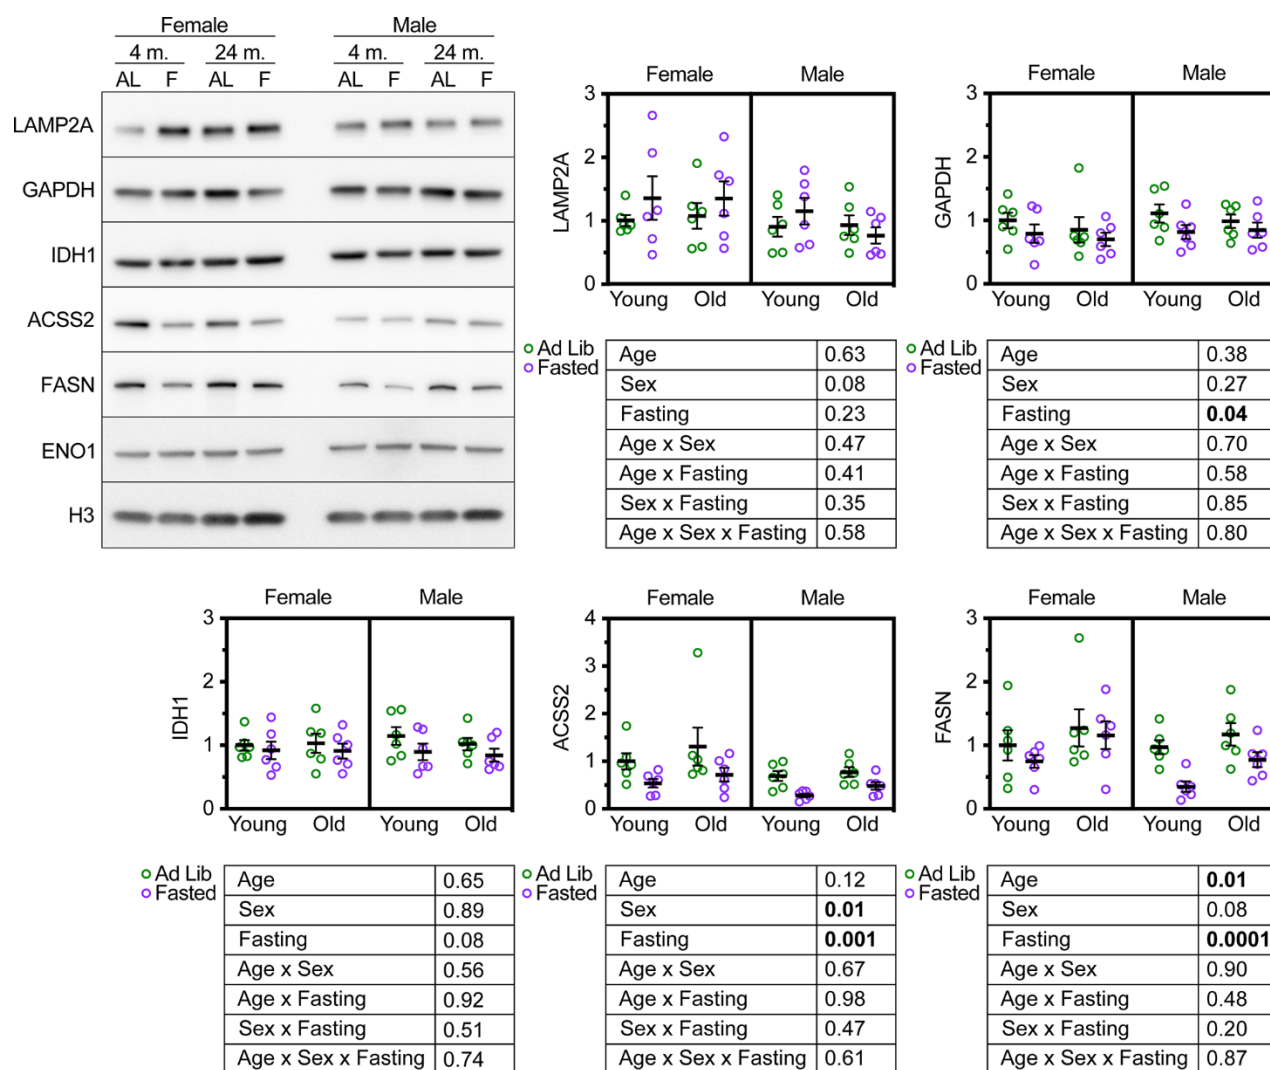 Female Male
4 m. 24 m. 4 m. 24 m.
AL F AL F AL F AL F
LAMP2A
GAPDH
IDH1
ACSS2
FASN
ENO1
H3
Female Male
LAMP2A
3
2
1
0
Young Old Young Old
Ad Lib
Fasted
Age 0.63
Sex 0.08
Fasting 0.23
Age x Sex 0.47
Age x Fasting 0.41
Sex x Fasting 0.35
Age x Sex x Fasting 0.58
Female Male
GAPDH
3
2
1
0
Young Old Young Old
Ad Lib
Fasted
Age 0.38
Sex 0.27
Fasting 0.04
Age x Sex 0.70
Age x Fasting 0.58
Sex x Fasting 0.85
Age x Sex x Fasting 0.80
Female Male
IDH1
3
2
1
0
Young Old Young Old
Ad Lib
Fasted
Age 0.65
Sex 0.89
Fasting 0.08
Age x Sex 0.56
Age x Fasting 0.92
Sex x Fasting 0.51
Age x Sex x Fasting 0.74
Female Male
ACSS2
4
3
2
1
0
Young Old Young Old
Ad Lib
Fasted
Age 0.12
Sex 0.01
Fasting 0.001
Age x Sex 0.67
Age x Fasting 0.98
Sex x Fasting 0.47
Age x Sex x Fasting 0.61
Female Male
FASN
3
2
1
0
Young Old Young Old
Ad Lib
Fasted
Age 0.01
Sex 0.08
Fasting 0.0001
Age x Sex 0.90
Age x Fasting 0.48
Sex x Fasting 0.20
Age x Sex x Fasting 0.87